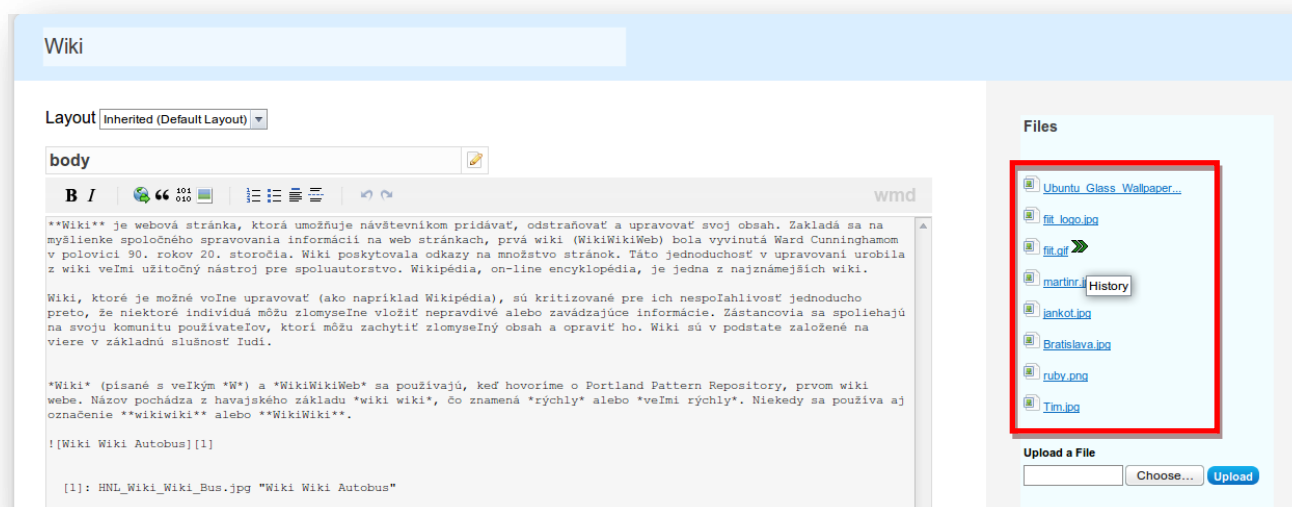 Wiki
Layout Inherited (Default Layout)
body
B I 101 010 wmd
**Wiki** je webová stránka, ktorá umožňuje návštevníkom pridávať, odstraňovať a upravovať svoj obsah. Zakladá sa na
myšlienke spoločného spravovania informácií na web stránkach, prvá wiki (WikiWikiWeb) bola vyvinutá Ward Cunninghamom
v polovici 90. rokov 20. storočia. Wiki poskytovala odkazy na množstvo stránok. Táto jednoduchosť v upravovaní urobila
z wiki veľmi užitočný nástroj pre spoluautorstvo. Wikipédia, on-line encyklopédia, je jedna z najznámejších wiki.
Wiki, ktoré je možné voľne upravovať (ako napríklad Wikipédia), sú kritizované pre ich nespoľahlivosť jednoducho
preto, že niektoré indivíduá môžu zlomyseľne vložiť nepravdivé alebo zavádzajúce informácie. Zástancovia sa spoliehajú
na svoju komunitu používateľov, ktorí môžu zachytiť zlomyseľný obsah a opraviť ho. Wiki sú v podstate založené na
viere v základnú slušnosť ľudí.
*Wiki* (písané s veľkým *W*) a *WikiWikiWeb* sa používajú, keď hovoríme o Portland Pattern Repository, prvom wiki
webe. Názov pochádza z havajského základu *wiki wiki*, čo znamená *rýchly* alebo *veľmi rýchly*. Niekedy sa používa aj
označenie **wikiwiki** alebo **WikiWiki**.
![Wiki Wiki Autobus][1]
[1]: HNL_Wiki_Wiki_Bus.jpg "Wiki Wiki Autobus"
Files
Ubuntu_Glass_Wallpaper...
fiit_logo.jpg
fiit.gif
martinr.j
History
jankot.jpg
Bratislava.jpg
ruby.png
Tim.jpg
Upload a File
Choose... Upload